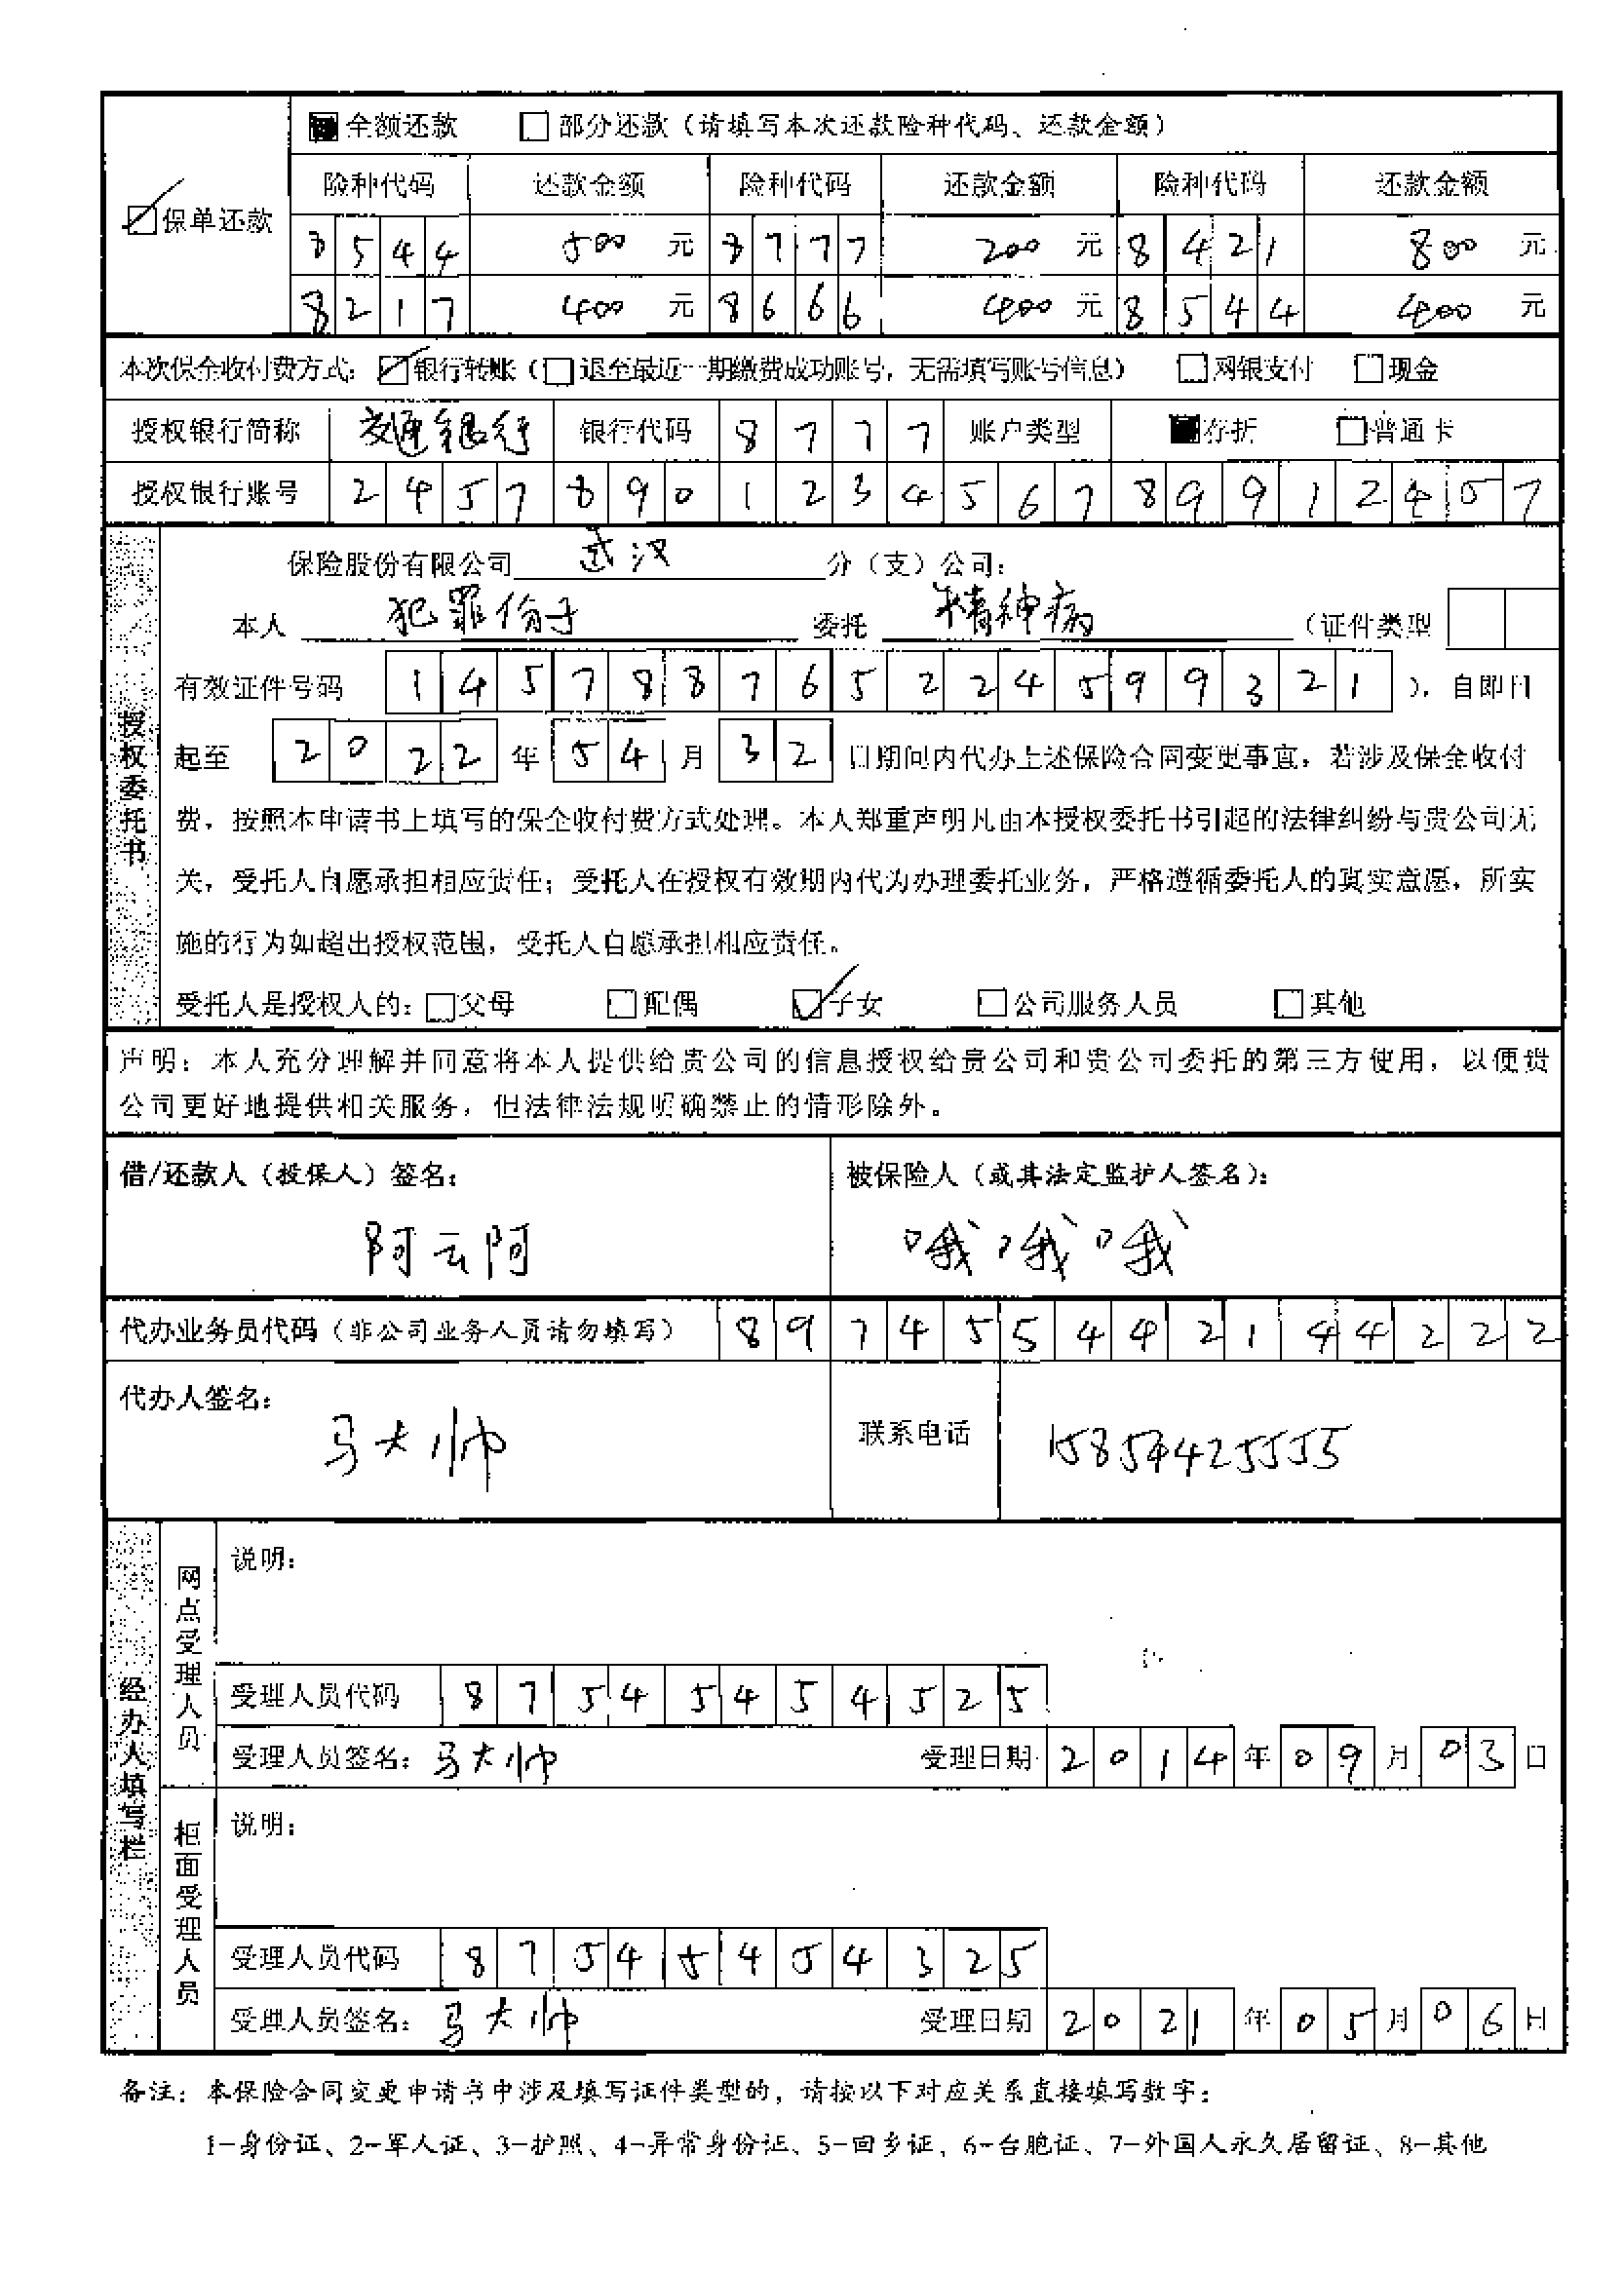 全额还款 部分还款（请填写本次还款险种代码、还款金额）
保单还款
险种代码 还款金额 险种代码 还款金额 险种代码 还款金额
7544 500 元 8777 200 元 8421 800 元
8217 400 元 8666 400 元 8544 400 元
本次保全收付费方式：银行转账（退至最近一期缴费成功账号，无需填写账号信息） 网银支付 现金
授权银行简称 交通银行 银行代码 8777 账户类型 存折 普通卡
授权银行账号 2457890123456789912457
授权委托书
保险股份有限公司 武汉 分（支）公司：
本人 犯罪份子 委托 精神病 （证件类型
有效证件号码 145788765224599321 ），自即日
起至 2022 年 54 月 32 日期间内代办上述保险合同变更事宜，若涉及保全收付
费，按照本申请书上填写的保全收付费方式处理。本人郑重声明凡由本授权委托书引起的法律纠纷与贵公司无
关，受托人自愿承担相应责任；受托人在授权有效期内代为办理委托业务，严格遵循委托人的真实意愿，所实
施的行为如超出授权范围，受托人自愿承担相应责任。
受托人是授权人的：父母 配偶 子女 公司服务人员 其他
声明：本人充分理解并同意将本人提供给贵公司的信息授权给贵公司和贵公司委托的第三方使用，以便贵
公司更好地提供相关服务，但法律法规明确禁止的情形除外。
借/还款人（投保人）签名： 被保险人（或其法定监护人签名）：
阿云阿 哦哦哦
代办业务员代码（非公司业务人员请勿填写） 897455442144222
代办人签名：
马大帅 联系电话 15854425555
经办人填写栏
网点受理人员
说明：
受理人员代码 87545454525
受理人员签名：马大帅 受理日期 2014 年 09 月 03 日
柜面受理人员
说明：
受理人员代码 87545454325
受理人员签名：马大帅 受理日期 2021 年 05 月 06 日
备注：本保险合同变更申请书中涉及填写证件类型的，请按以下对应关系直接填写数字：
1-身份证、2-军人证、3-护照、4-异常身份证、5-回乡证，6-台胞证、7-外国人永久居留证、8-其他